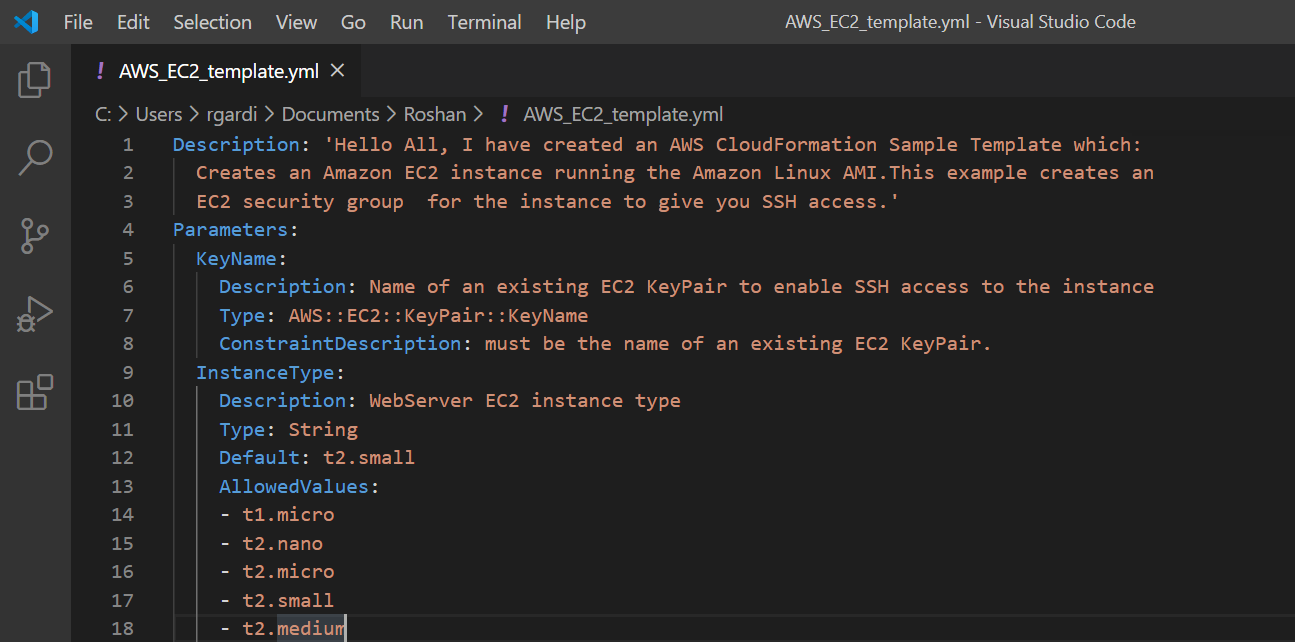 File Edit Selection View Go Run Terminal Help AWS_EC2_template.yml - Visual Studio Code
! AWS_EC2_template.yml ×
C: > Users > rgardi > Documents > Roshan > ! AWS_EC2_template.yml
1 Description: 'Hello All, I have created an AWS CloudFormation Sample Template which:
2 Creates an Amazon EC2 instance running the Amazon Linux AMI.This example creates an
3 EC2 security group  for the instance to give you SSH access.'
4 Parameters:
5 KeyName:
6 Description: Name of an existing EC2 KeyPair to enable SSH access to the instance
7 Type: AWS::EC2::KeyPair::KeyName
8 ConstraintDescription: must be the name of an existing EC2 KeyPair.
9 InstanceType:
10 Description: WebServer EC2 instance type
11 Type: String
12 Default: t2.small
13 AllowedValues:
14 - t1.micro
15 - t2.nano
16 - t2.micro
17 - t2.small
18 - t2.medium